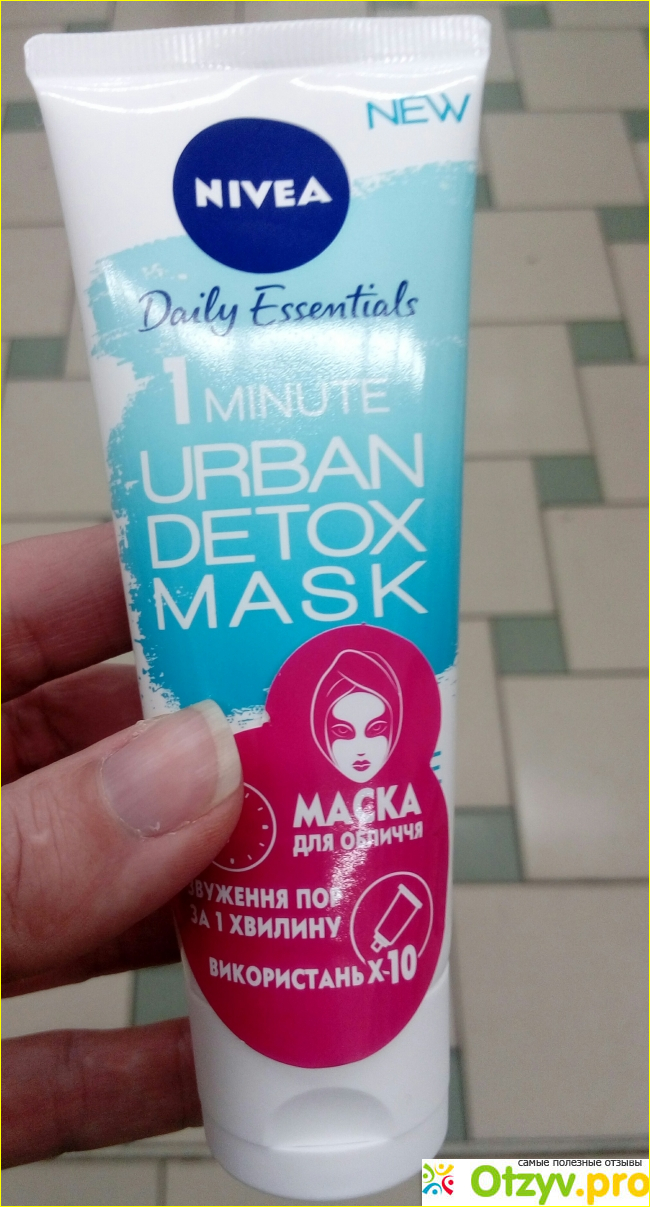 NEW
NIVEA
Daily Essentials
1 MINUTE
URBAN
DETOX
MASK
МАСКА
ДЛЯ ОБЛИЧЧЯ
ЗВУЖЕННЯ ПОР
ЗА 1 ХВИЛИНУ
ВИКОРИСТАНЬ X~10
самые полезные отзывы
Otzyv.pro